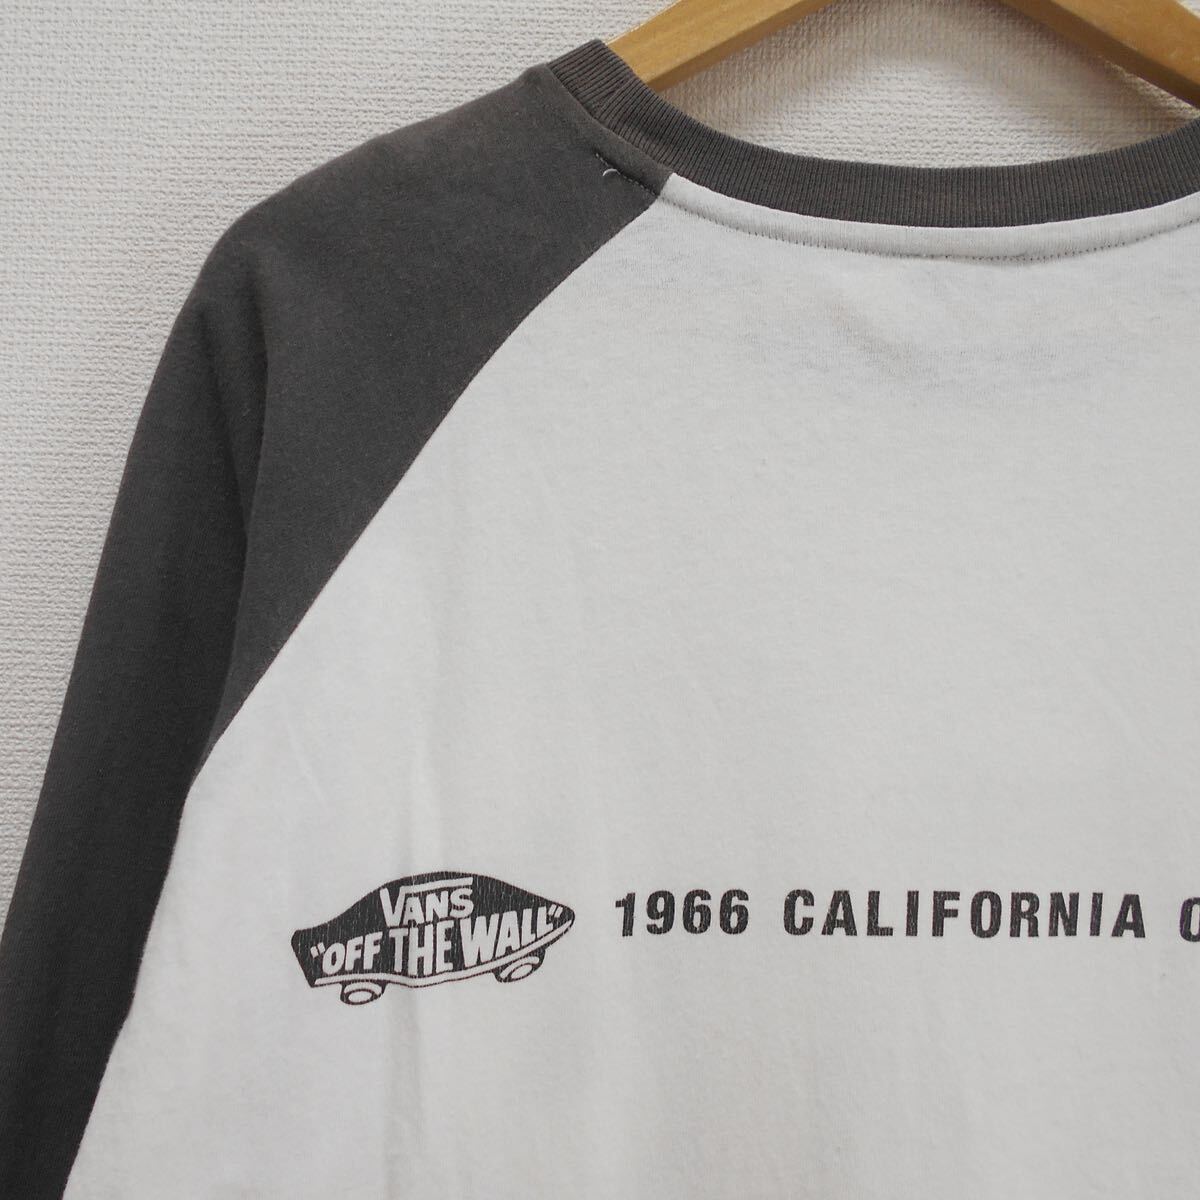 VANS
"OFF THE WALL"
1966 CALIFORNIA